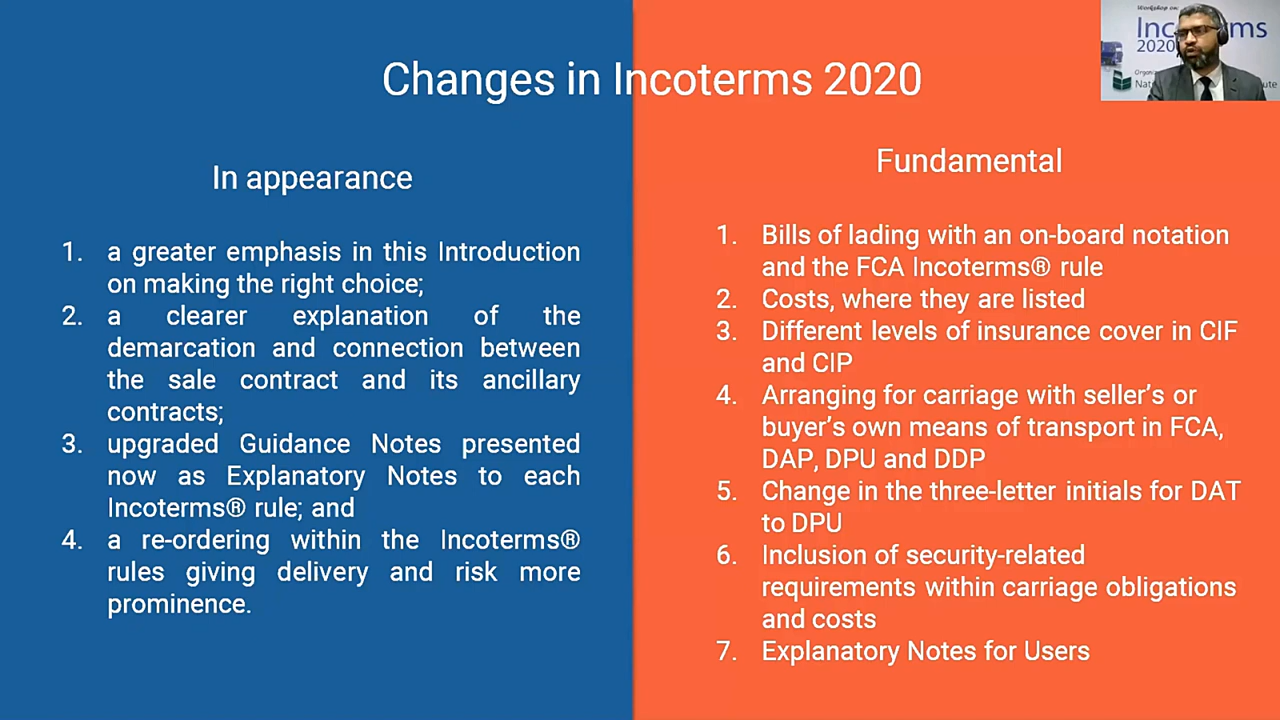 Workshop on
Inc ms
2020
Changes in Incoterms 2020
In appearance
1. a greater emphasis in this Introduction
on making the right choice;
2. a clearer explanation of the
demarcation and connection between
the sale contract and its ancillary
contracts;
3. upgraded Guidance Notes presented
now as Explanatory Notes to each
Incoterms® rule; and
4. a re-ordering within the Incoterms®
rules giving delivery and risk more
prominence.
Fundamental
1. Bills of lading with an on-board notation
and the FCA Incoterms® rule
2. Costs, where they are listed
3. Different levels of insurance cover in CIF
and CIP
4. Arranging for carriage with seller's or
buyer's own means of transport in FCA,
DAP, DPU and DDP
5. Change in the three-letter initials for DAT
to DPU
6. Inclusion of security-related
requirements within carriage obligations
and costs
7. Explanatory Notes for Users